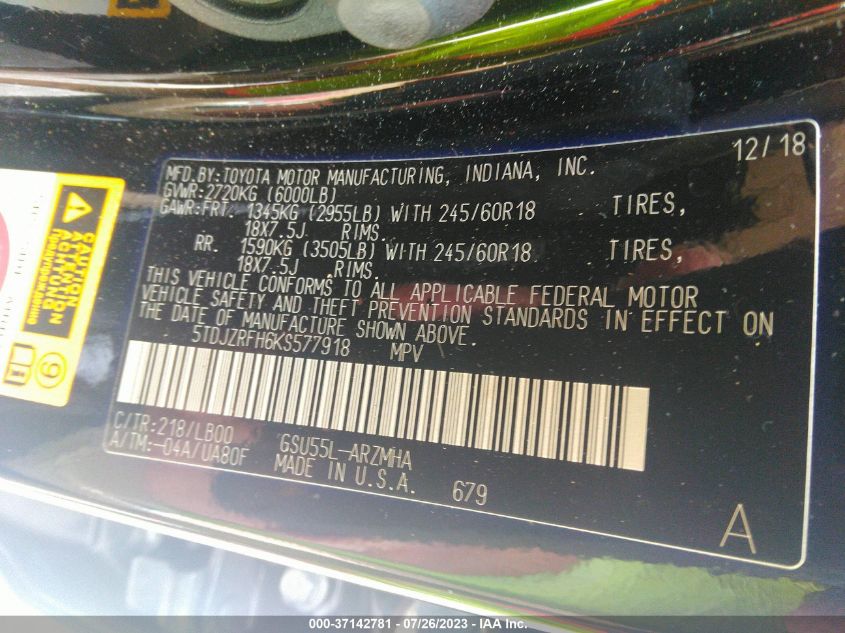 12/18
MFD.BY:TOYOTA MOTOR MANUFACTURING, INDIANA, INC.
GVWR:2720KG (6000LB)
GAWR:FRT. 1345KG (2955LB) WITH 245/60R18 TIRES,
18X7.5J RIMS.
RR. 1590KG (3505LB) WITH 245/60R18 TIRES,
18X7.5J RIMS.
THIS VEHICLE CONFORMS TO ALL APPLICABLE FEDERAL MOTOR
VEHICLE SAFETY AND THEFT PREVENTION STANDARDS IN EFFECT ON
THE DATE OF MANUFACTURE SHOWN ABOVE.
5TDJZRFH6KS577918 MPV
C/TR:218/LB00
A/TM:-04A/UA80F GSU55L-ARZMHA
MADE IN U.S.A. 679
A
CAUTION
ACHTUNG
000-37142781 - 07/26/2023 - IAA Inc.